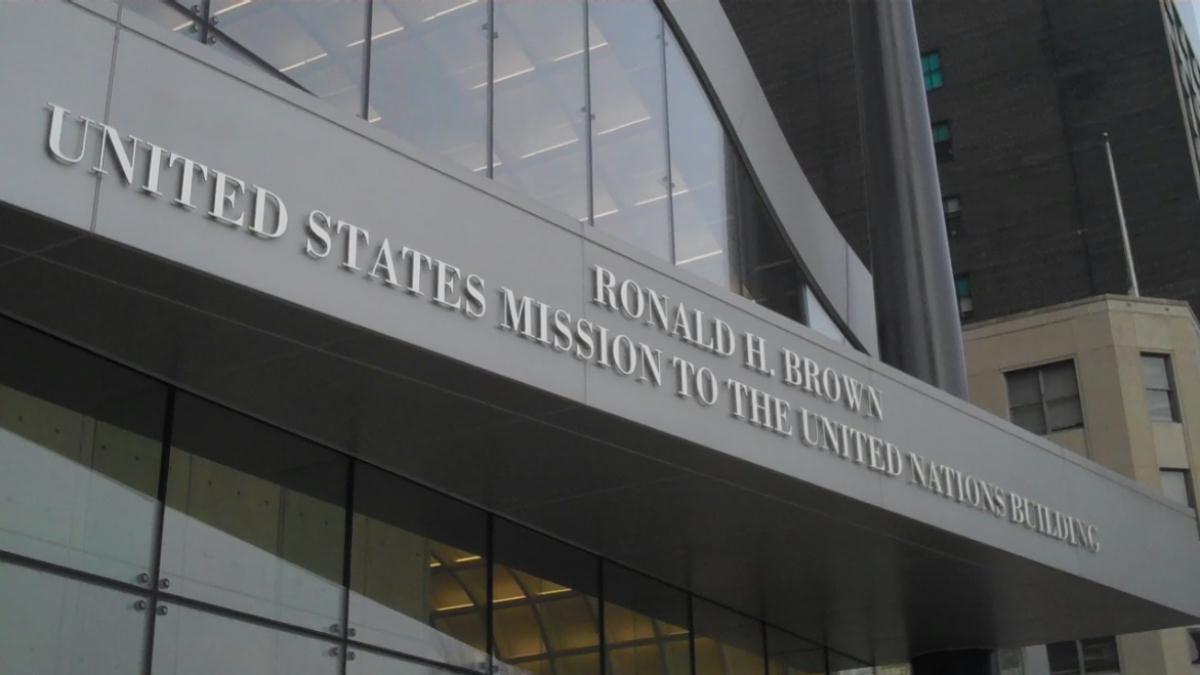 RONALD H. BROWN
UNITED STATES MISSION TO THE UNITED NATIONS BUILDING